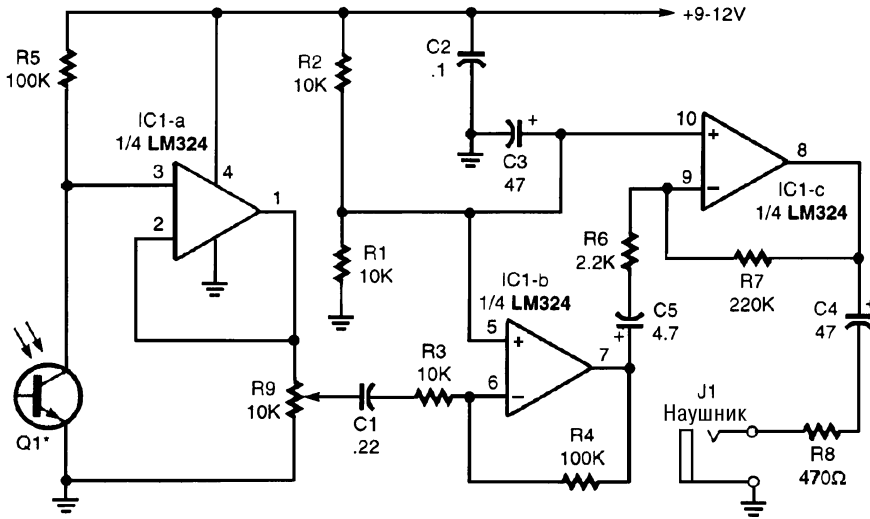 +9-12V
R5
100K
R2
10K
C2
.1
IC1-a
1/4 LM324
3
4
1
2
+
C3
47
10
+
8
9
−
IC1-c
1/4 LM324
R1
10K
R6
2.2K
R7
220K
IC1-b
1/4 LM324
C5
4.7
+
C4
47
+
5
+
7
6
−
R3
10K
R9
10K
C1
.22
R4
100K
Q1*
J1
Наушник
R8
470Ω